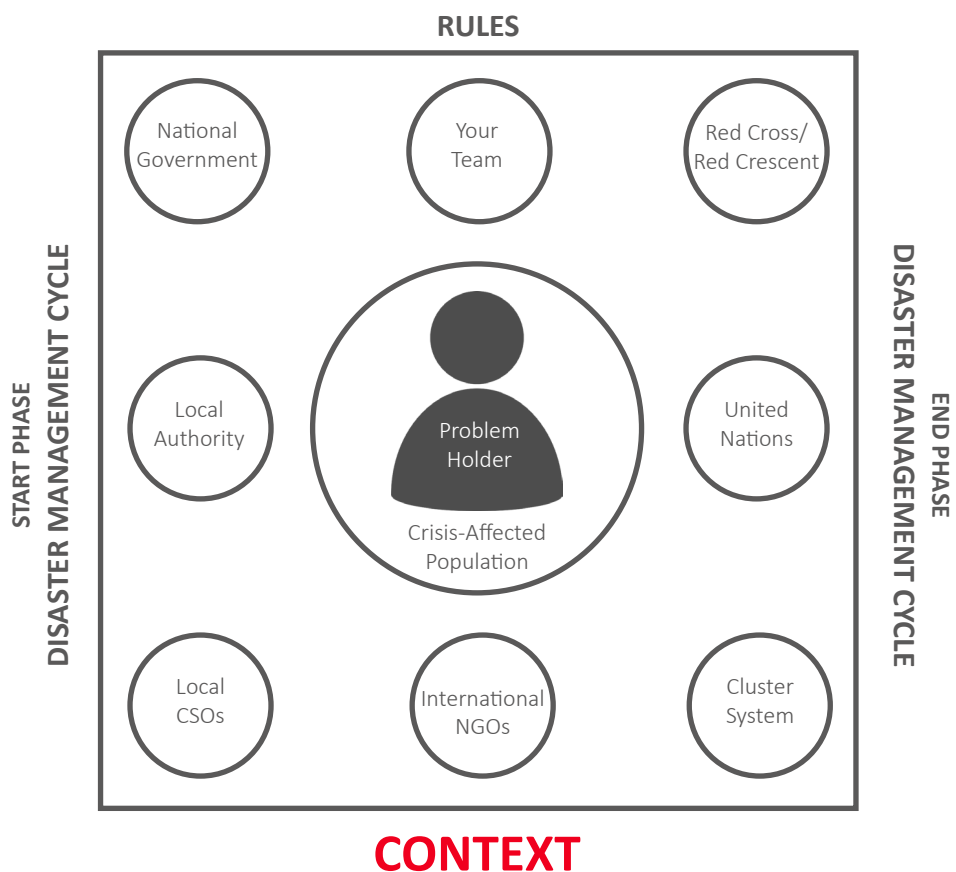 RULES
National
Government
Your
Team
Red Cross/
Red Crescent
START PHASE
DISASTER MANAGEMENT CYCLE
Local
Authority
Problem
Holder
Crisis-Affected
Population
United
Nations
DISASTER MANAGEMENT CYCLE
END PHASE
Local
CSOs
International
NGOs
Cluster
System
CONTEXT